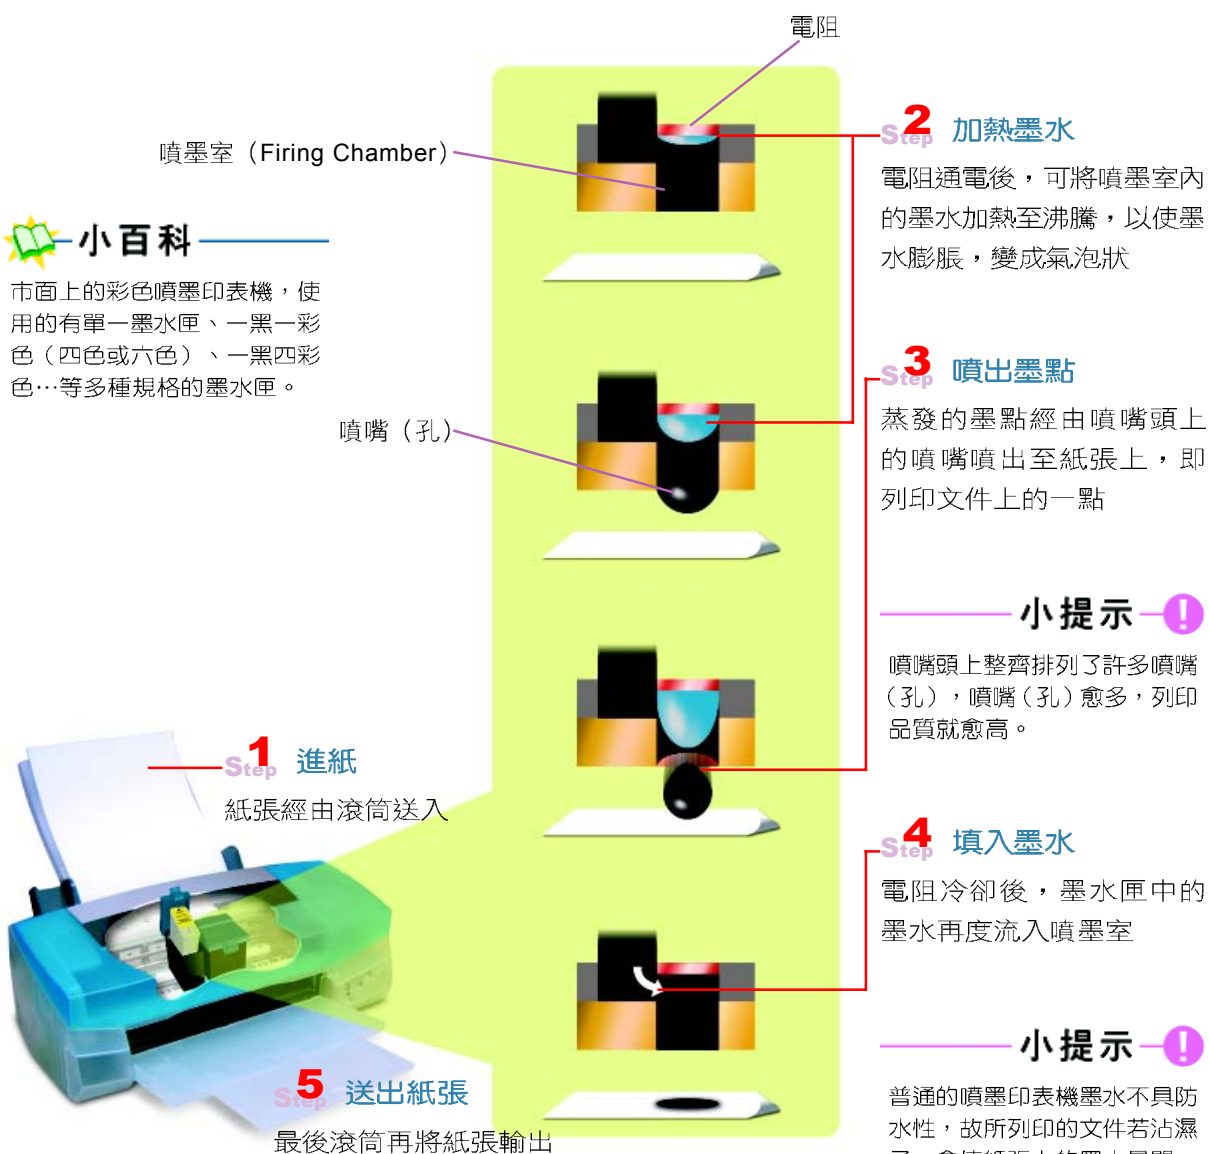 電阻
噴墨室（Firing Chamber）
小百科
市面上的彩色噴墨印表機，使
用的有單一墨水匣、一黑一彩
色（四色或六色）、一黑四彩
色…等多種規格的墨水匣。
噴嘴（孔）
Step 1 進紙
紙張經由滾筒送入
Step 2 加熱墨水
電阻通電後，可將噴墨室內
的墨水加熱至沸騰，以使墨
水膨脹，變成氣泡狀
Step 3 噴出墨點
蒸發的墨點經由噴嘴頭上
的噴嘴噴出至紙張上，即
列印文件上的一點
小提示
噴嘴頭上整齊排列了許多噴嘴
（孔），噴嘴（孔）愈多，列印
品質就愈高。
Step 4 填入墨水
電阻冷卻後，墨水匣中的
墨水再度流入噴墨室
Step 5 送出紙張
最後滾筒再將紙張輸出
小提示
普通的噴墨印表機墨水不具防
水性，故所列印的文件若沾濕